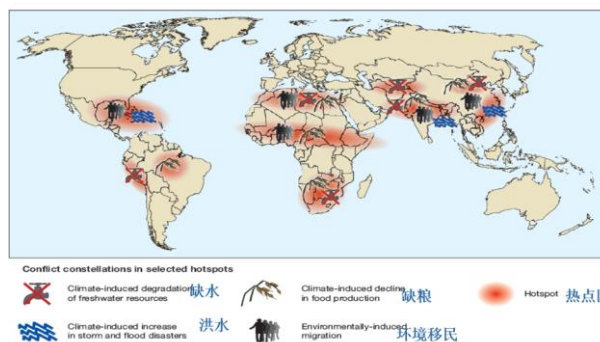 Conflict constellations in selected hotspots
Climate-induced degradation
of freshwater resources
缺水
Climate-induced decline
in food production
缺粮
Hotspot
热点
Climate-induced increase
in storm and flood disasters
洪水
Environmentally-induced
migration
环境移民